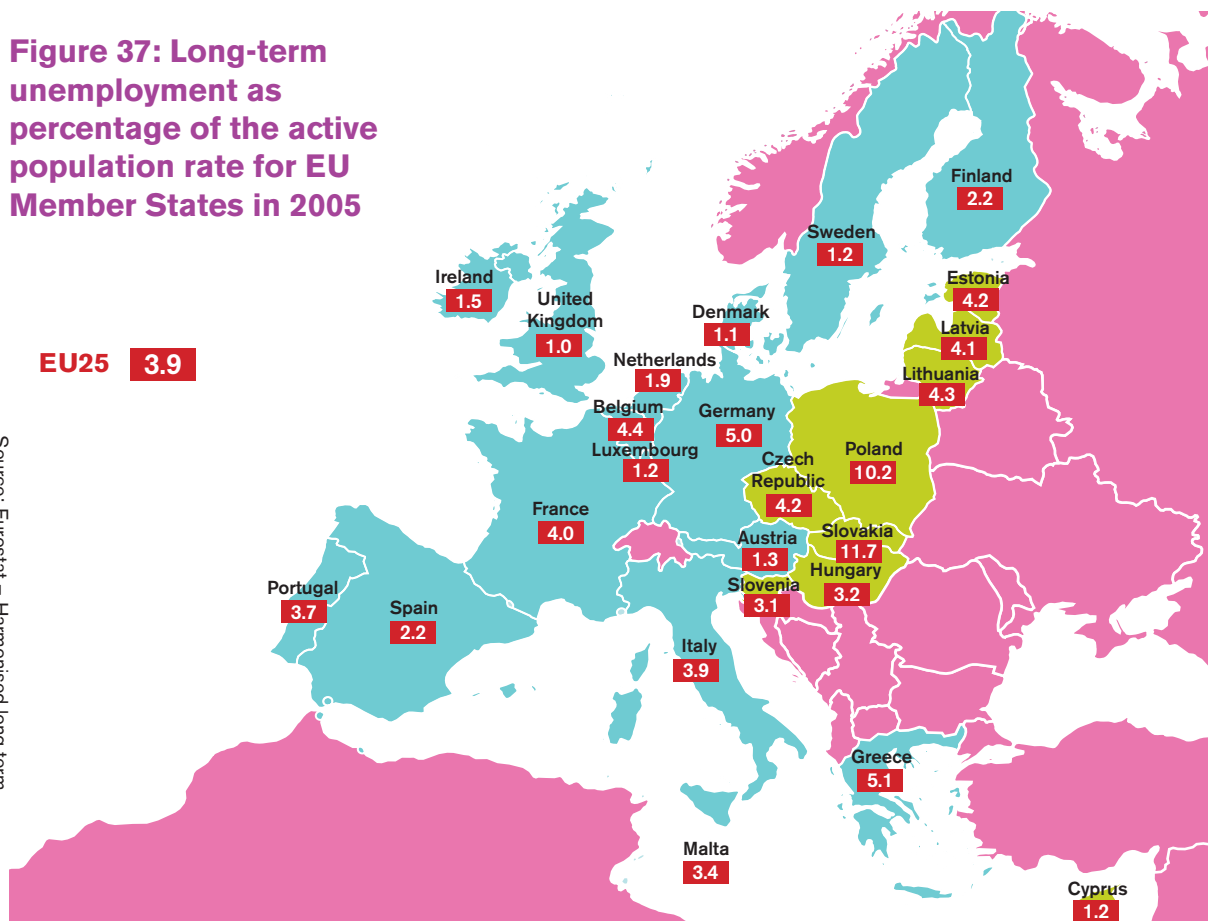 Figure 37: Long-term
unemployment as
percentage of the active
population rate for EU
Member States in 2005
EU25 3.9
Finland
2.2
Sweden
1.2
Estonia
4.2
Ireland
1.5
United
Kingdom
1.0
Denmark
1.1
Latvia
4.1
Netherlands
1.9
Lithuania
4.3
Belgium
4.4
Germany
5.0
Luxembourg
1.2
Czech
Republic
4.2
Poland
10.2
France
4.0
Austria
1.3
Slovakia
11.7
Hungary
3.2
Slovenia
3.1
Portugal
3.7
Spain
2.2
Italy
3.9
Greece
5.1
Malta
3.4
Cyprus
1.2
Source: Eurostat – Harmonised long-term